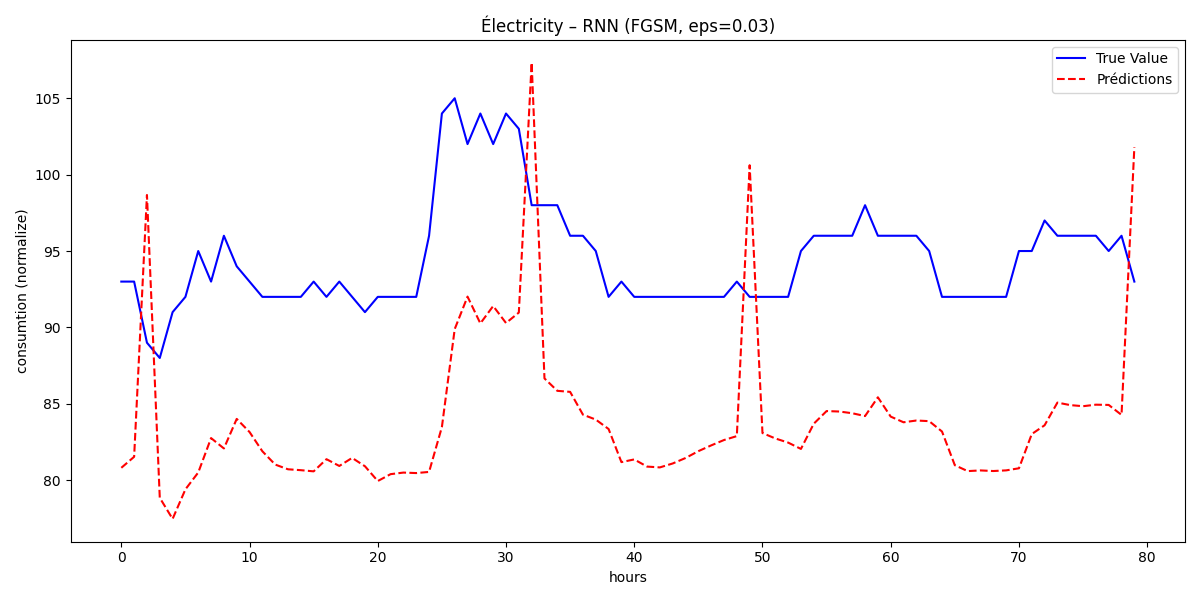 Électricity – RNN (FGSM, eps=0.03)
True Value
Prédictions
consumtion (normalize)
105
100
95
90
85
80
0 10 20 30 40 50 60 70 80
hours